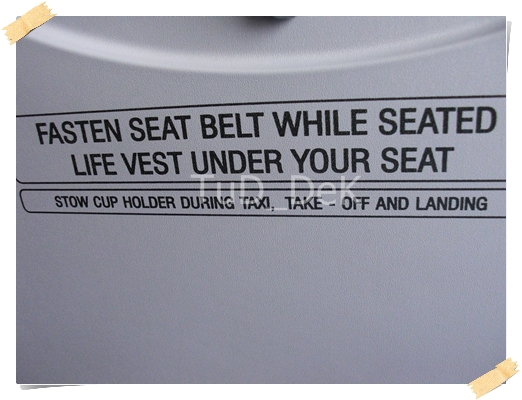 FASTEN SEAT BELT WHILE SEATED
LIFE VEST UNDER YOUR SEAT
TuD_DeK
STOW CUP HOLDER DURING TAXI, TAKE - OFF AND LANDING